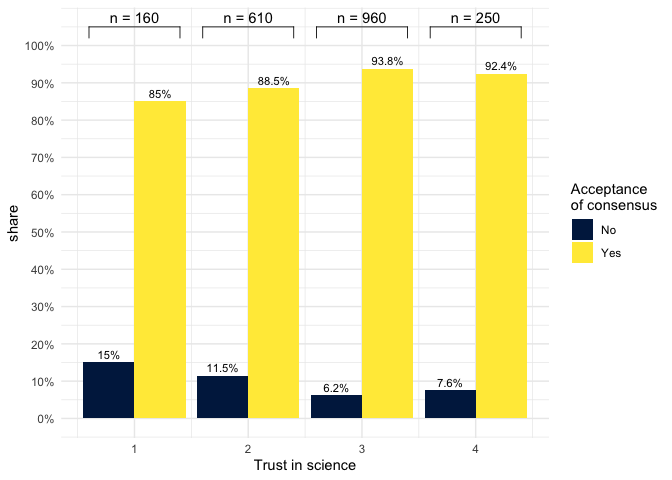 n = 160 n = 610 n = 960 n = 250
100%
90%
80%
70%
60%
50%
40%
30%
20%
10%
0%
share
15% 85% 11.5% 88.5% 6.2% 93.8% 7.6% 92.4%
1 2 3 4
Trust in science
Acceptance
of consensus
No
Yes